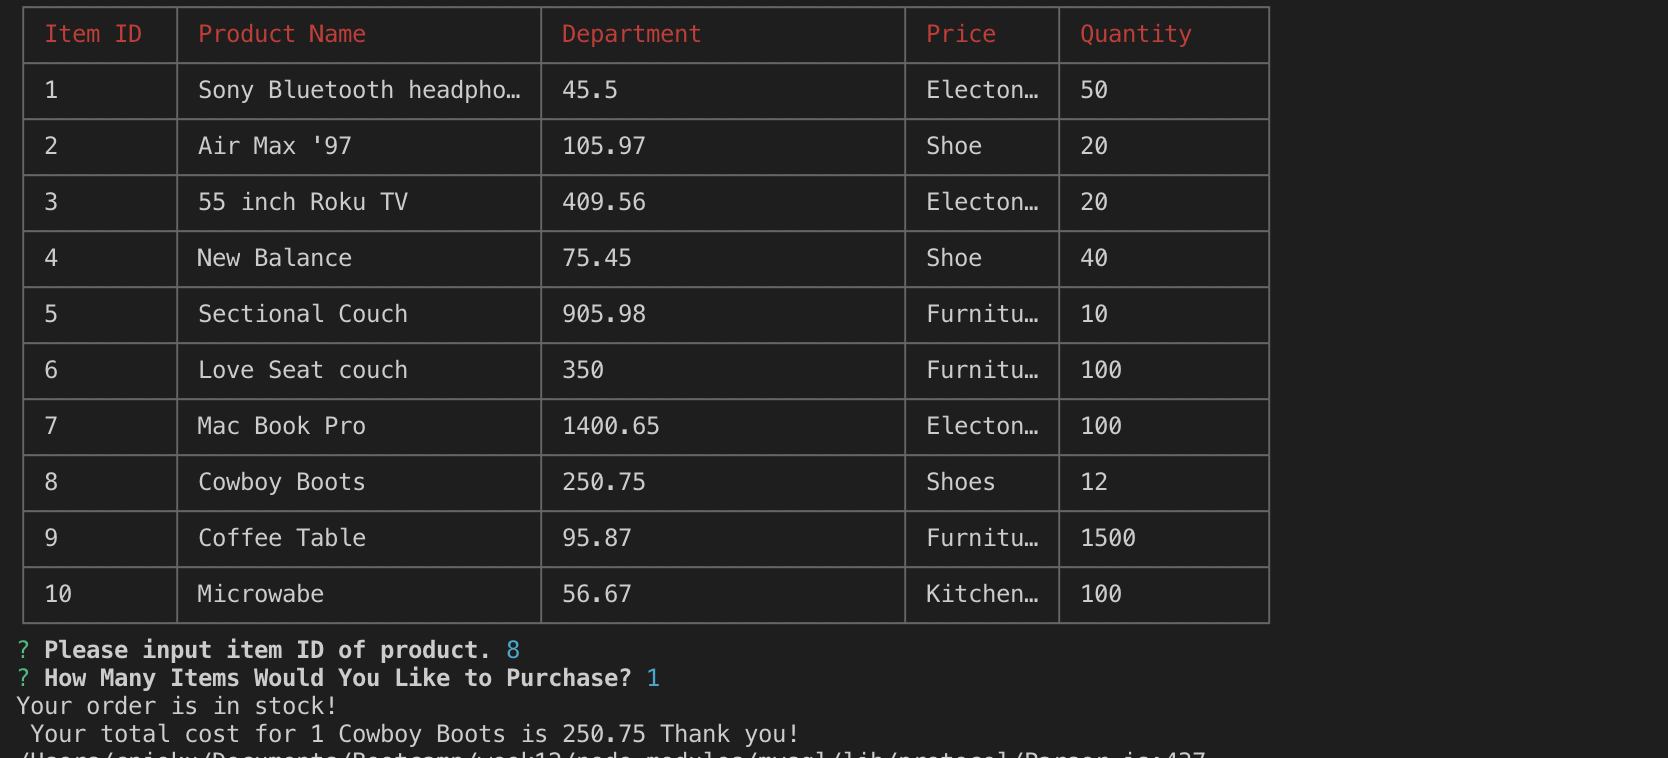 Item ID Product Name Department Price Quantity
1 Sony Bluetooth headpho… 45.5 Electon… 50
2 Air Max '97 105.97 Shoe 20
3 55 inch Roku TV 409.56 Electon… 20
4 New Balance 75.45 Shoe 40
5 Sectional Couch 905.98 Furnitu… 10
6 Love Seat couch 350 Furnitu… 100
7 Mac Book Pro 1400.65 Electon… 100
8 Cowboy Boots 250.75 Shoes 12
9 Coffee Table 95.87 Furnitu… 1500
10 Microwabe 56.67 Kitchen… 100
? Please input item ID of product. 8
? How Many Items Would You Like to Purchase? 1
Your order is in stock!
Your total cost for 1 Cowboy Boots is 250.75 Thank you!